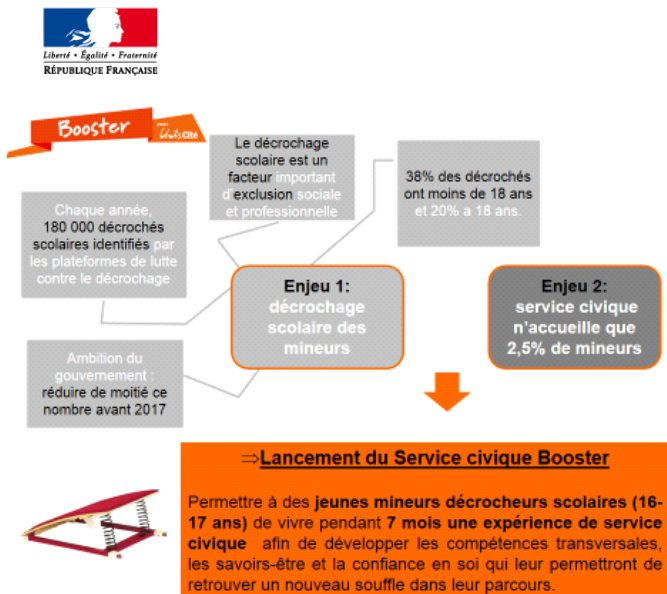 Liberté • Égalité • Fraternité
RÉPUBLIQUE FRANÇAISE
Booster
Unis Cité
Le décrochage
scolaire est un
facteur important
d'exclusion sociale
et professionnelle
38% des décrochés
ont moins de 18 ans
et 20% a 18 ans.
Chaque année,
180 000 décrochés
scolaires identifiés par
les plateformes de lutte
contre le décrochage
Enjeu 1:
décrochage
scolaire des
mineurs
Enjeu 2:
service civique
n'accueille que
2,5% de mineurs
Ambition du
gouvernement :
réduire de moitié ce
nombre avant 2017
⇒Lancement du Service civique Booster
Permettre à des jeunes mineurs décrocheurs scolaires (16-
17 ans) de vivre pendant 7 mois une expérience de service
civique afin de développer les compétences transversales,
les savoirs-être et la confiance en soi qui leur permettront de
retrouver un nouveau souffle dans leur parcours.